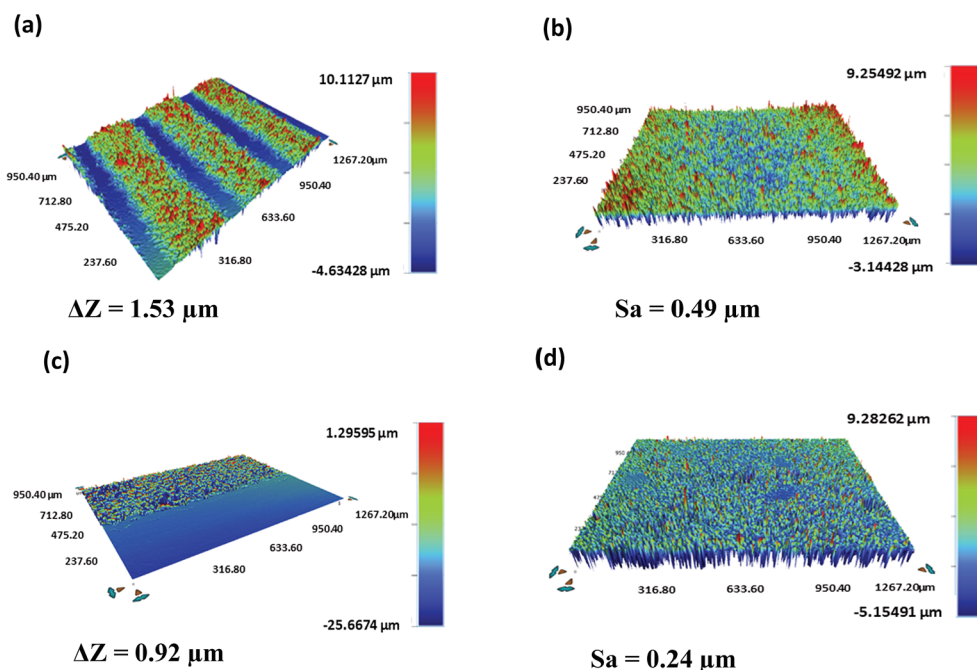 (a)
10.1127 µm
-4.63428 µm
950.40 µm
712.80
475.20
237.60
316.80
633.60
950.40
1267.20 µm
ΔZ = 1.53 µm
(b)
9.25492 µm
-3.14428 µm
950.40 µm
712.80
475.20
237.60
316.80
633.60
950.40
1267.20µm
Sa = 0.49 µm
(c)
1.29595 µm
-25.6674 µm
950.40 µm
712.80
475.20
237.60
316.80
633.60
950.40
1267.20 µm
ΔZ = 0.92 µm
(d)
9.28262 µm
-5.15491 µm
316.80
633.60
950.40
1267.20 µm
Sa = 0.24 µm